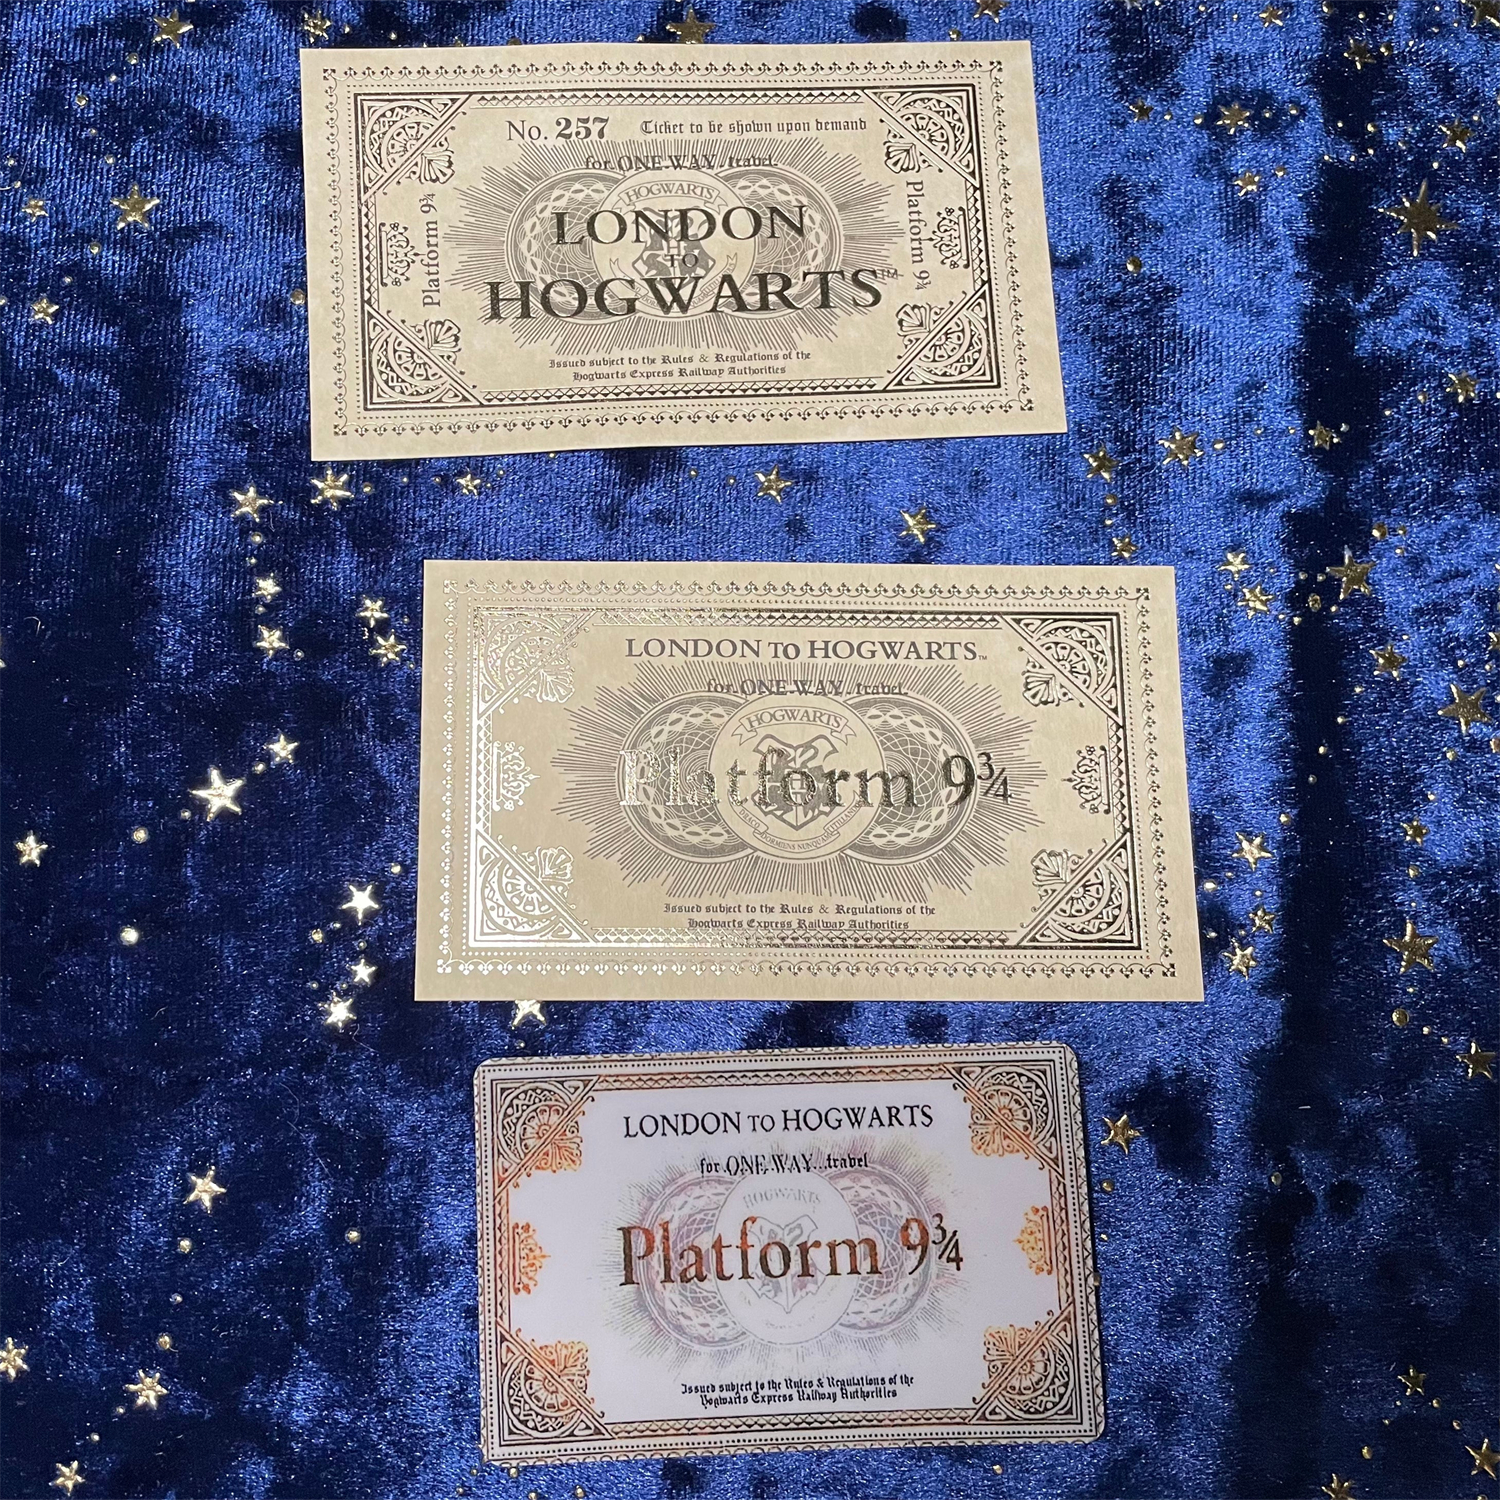 No. 257 Ticket to be shown upon demand
for ONE WAY travel.
HOGWARTS
Platform 9¾
Platform 9¾
LONDON
TO
HOGWARTS™
Issued subject to the Rules & Regulations of the
Hogwarts Express Railway Authorities
LONDON TO HOGWARTS™
for ONE WAY travel.
HOGWARTS
Platform 9¾
Issued subject to the Rules & Regulations of the
Hogwarts Express Railway Authorities
LONDON TO HOGWARTS
for ONE WAY...travel
HOGWARTS
Platform 9¾
Issued subject to the Rules & Regulations of the
Hogwarts Express Railway Authorities